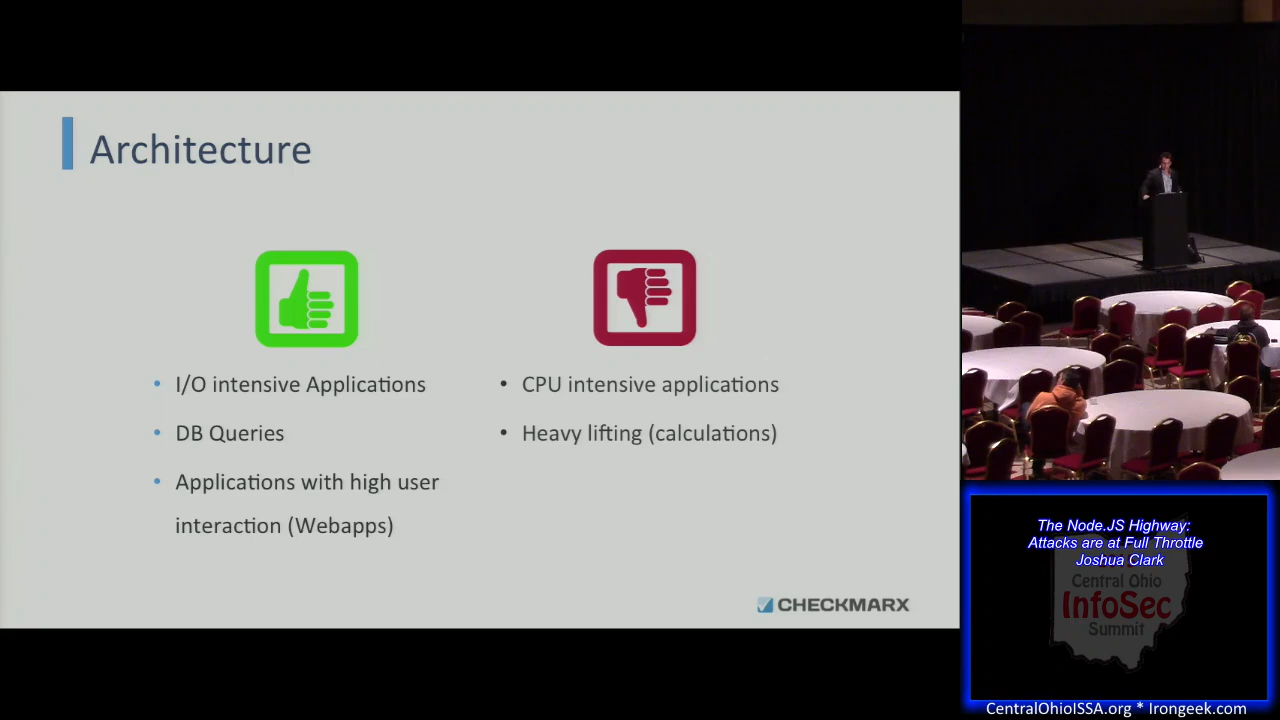 Architecture
• I/O intensive Applications
• DB Queries
• Applications with high user
interaction (Webapps)
• CPU intensive applications
• Heavy lifting (calculations)
CHECKMARX
The Node.JS Highway:
Attacks are at Full Throttle
Joshua Clark
Central Ohio
InfoSec
Summit
CentralOhioISSA.org * Irongeek.com